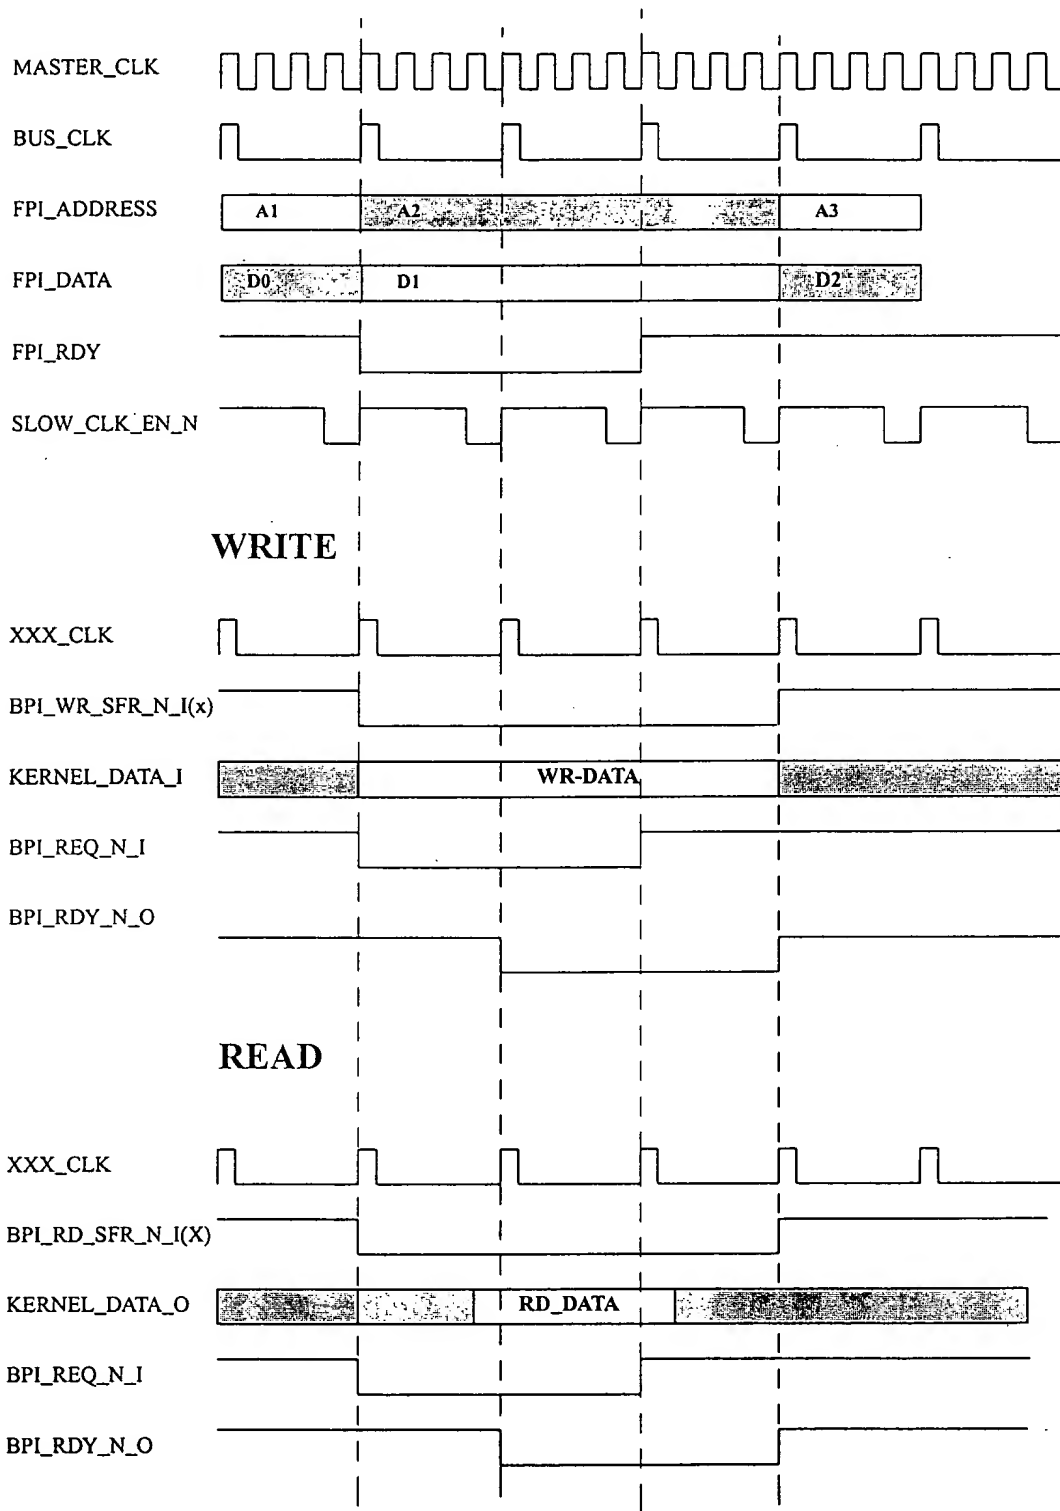 MASTER_CLK
BUS_CLK
FPI_ADDRESS A1 A2 A3
FPI_DATA D0 D1 D2
FPI_RDY
SLOW_CLK_EN_N
WRITE
XXX_CLK
BPI_WR_SFR_N_I(x)
KERNEL_DATA_I WR-DATA
BPI_REQ_N_I
BPI_RDY_N_O
READ
XXX_CLK
BPI_RD_SFR_N_I(X)
KERNEL_DATA_O RD_DATA
BPI_REQ_N_I
BPI_RDY_N_O